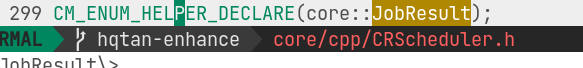 299 CM_ENUM_HELPER_DECLARE(core::JobResult);
RMAL hqtan-enhance core/cpp/CRScheduler.h
JobResult\>